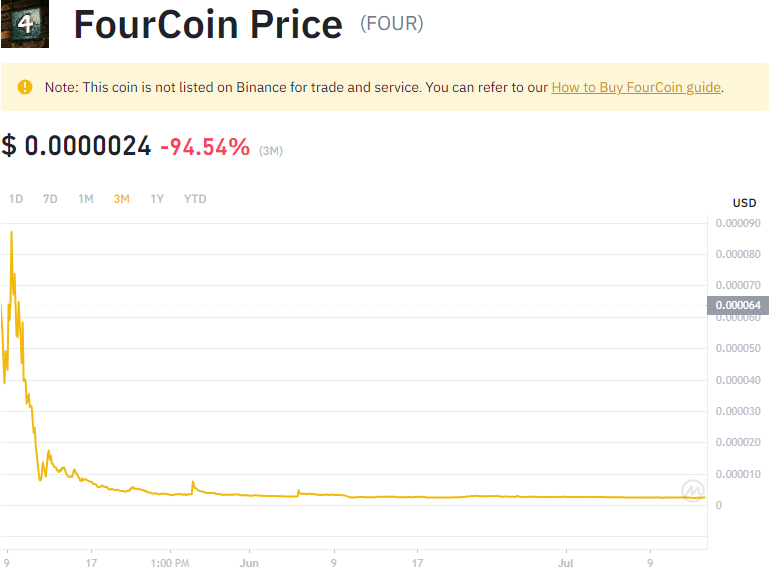 4
FourCoin Price (FOUR)
Note: This coin is not listed on Binance for trade and service. You can refer to our How to Buy FourCoin guide.
$ 0.0000024 -94.54% (3M)
1D 7D 1M 3M 1Y YTD
USD
0.000090
0.000080
0.000070
0.000064
0.000060
0.000050
0.000040
0.000030
0.000020
0.000010
0
9 17 1:00 PM Jun 9 17 Jul 9